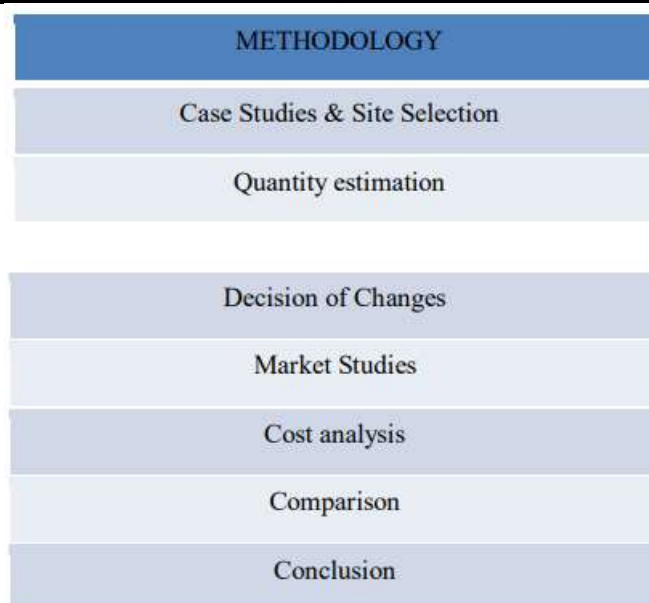 METHODOLOGY
Case Studies & Site Selection
Quantity estimation
Decision of Changes
Market Studies
Cost analysis
Comparison
Conclusion